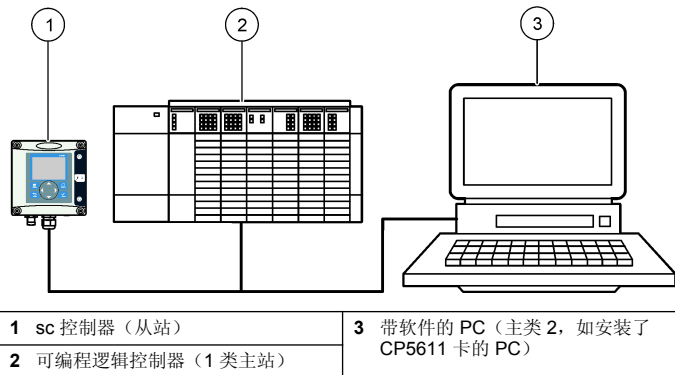 1
2
3
1 sc 控制器（从站）
2 可编程逻辑控制器（1 类主站）
3 带软件的 PC（主类 2，如安装了
CP5611 卡的 PC）